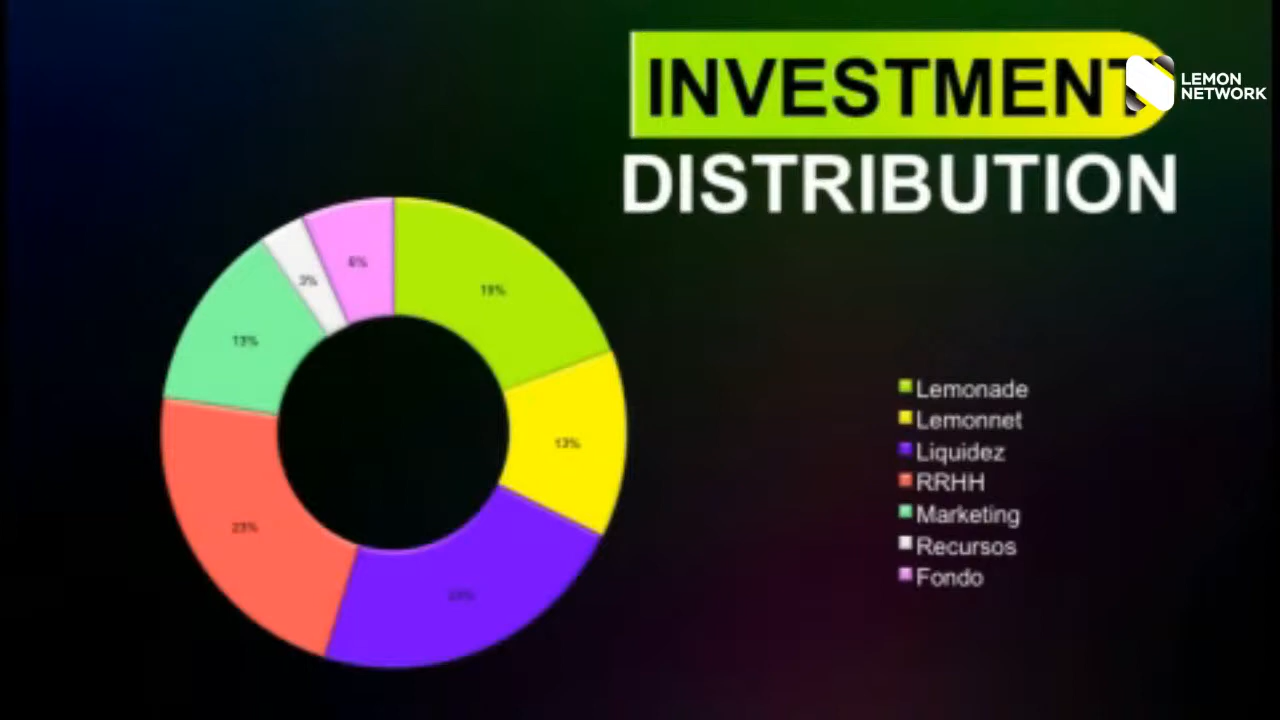 INVESTMENT
LEMON
NETWORK
DISTRIBUTION
6%
3%
19%
13%
13%
23%
Lemonade
Lemonnet
Liquidez
RRHH
Marketing
Recursos
Fondo